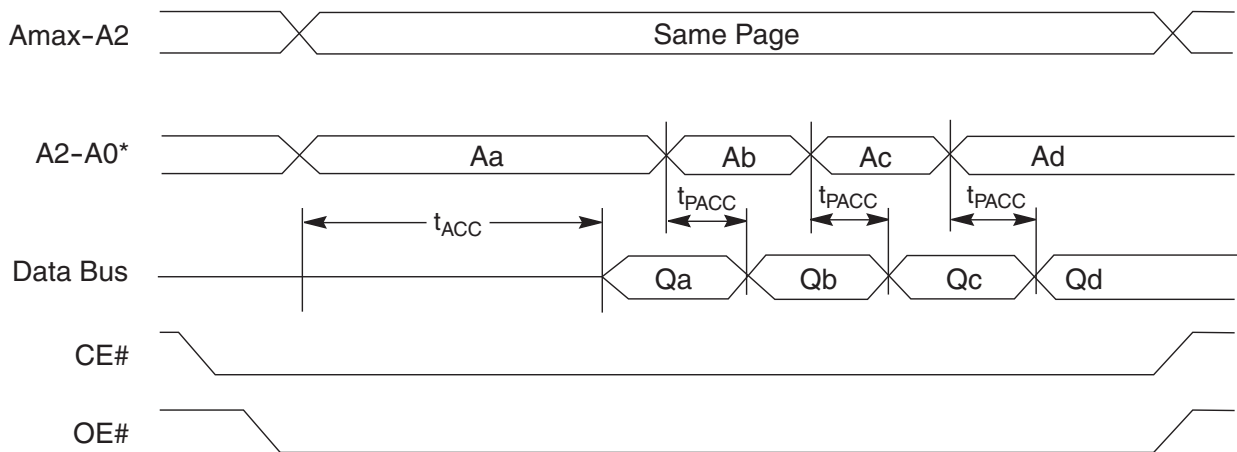 Amax-A2
Same Page
A2-A0*
Aa
Ab
Ac
Ad
tACC
tPACC
tPACC
tPACC
Data Bus
Qa
Qb
Qc
Qd
CE#
OE#